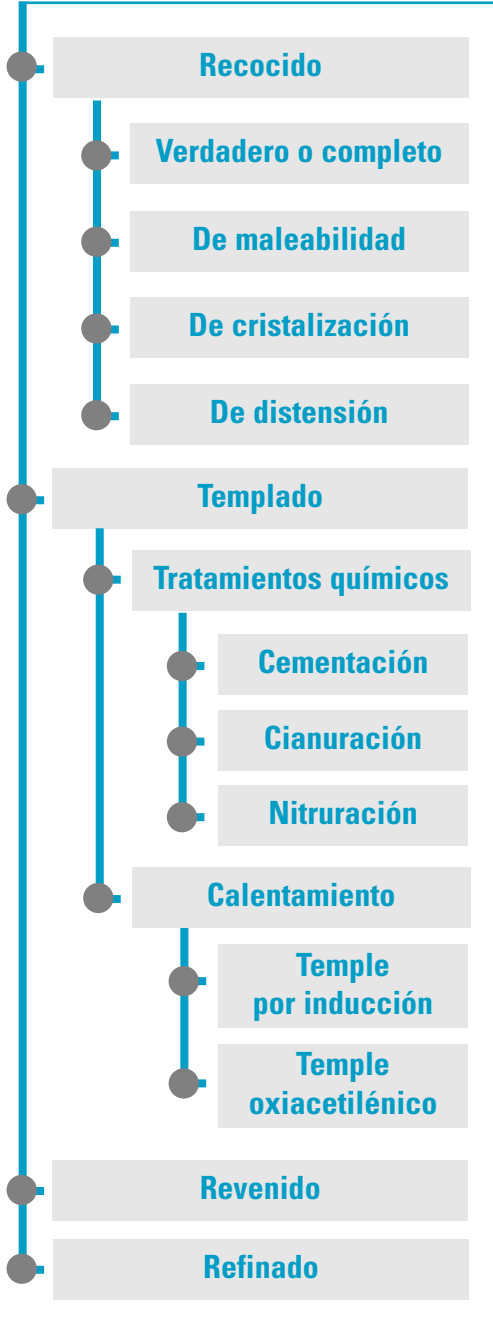 Recocido
Verdadero o completo
De maleabilidad
De cristalización
De distensión
Templado
Tratamientos químicos
Cementación
Cianuración
Nitruración
Calentamiento
Temple
por inducción
Temple
oxiacetilénico
Revenido
Refinado